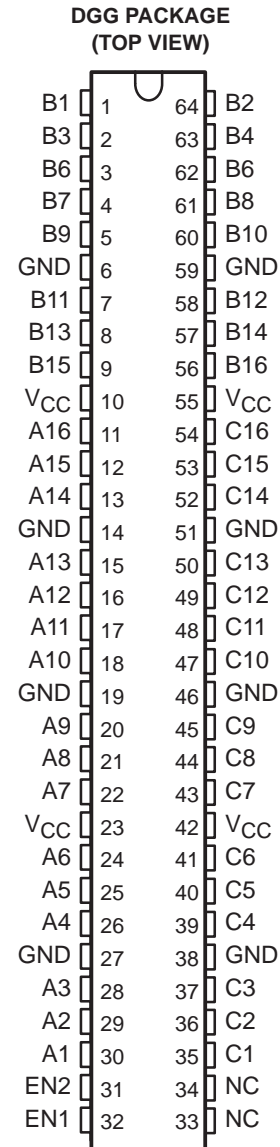 DGG PACKAGE
(TOP VIEW)
B1 1 64 B2
B3 2 63 B4
B6 3 62 B6
B7 4 61 B8
B9 5 60 B10
GND 6 59 GND
B11 7 58 B12
B13 8 57 B14
B15 9 56 B16
VCC 10 55 VCC
A16 11 54 C16
A15 12 53 C15
A14 13 52 C14
GND 14 51 GND
A13 15 50 C13
A12 16 49 C12
A11 17 48 C11
A10 18 47 C10
GND 19 46 GND
A9 20 45 C9
A8 21 44 C8
A7 22 43 C7
VCC 23 42 VCC
A6 24 41 C6
A5 25 40 C5
A4 26 39 C4
GND 27 38 GND
A3 28 37 C3
A2 29 36 C2
A1 30 35 C1
EN2 31 34 NC
EN1 32 33 NC